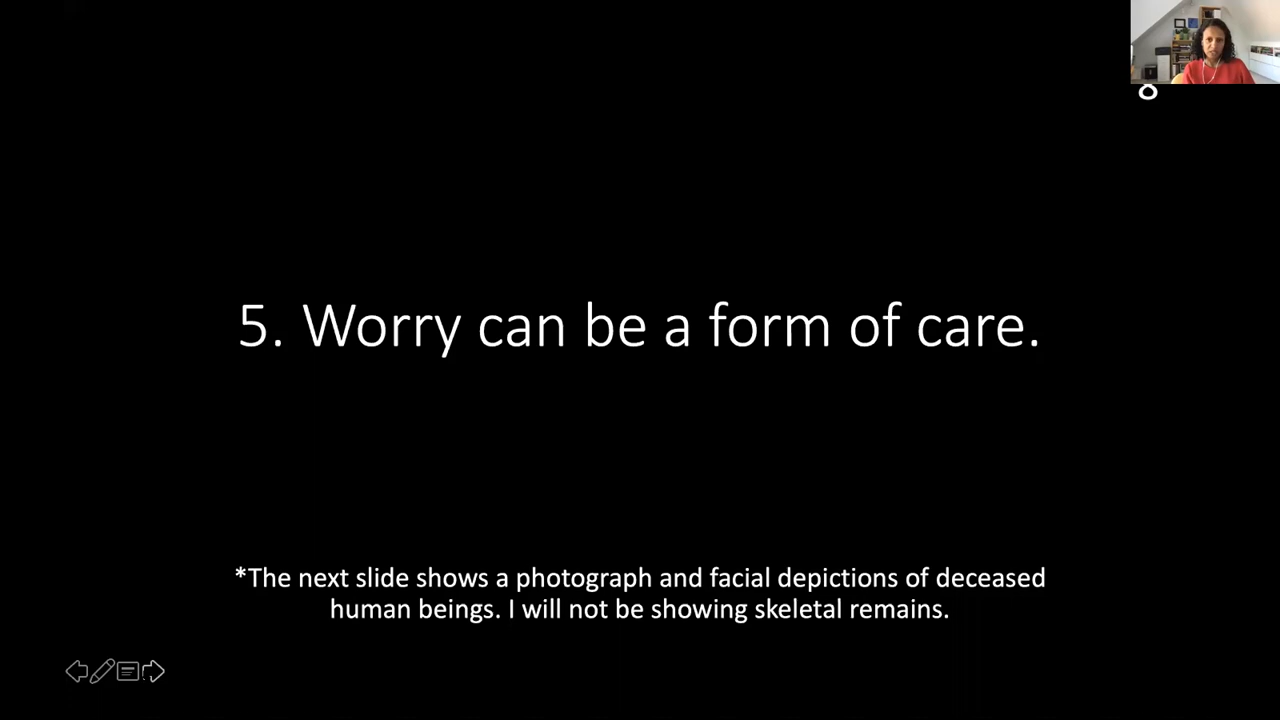 8
5. Worry can be a form of care.
*The next slide shows a photograph and facial depictions of deceased
human beings. I will not be showing skeletal remains.